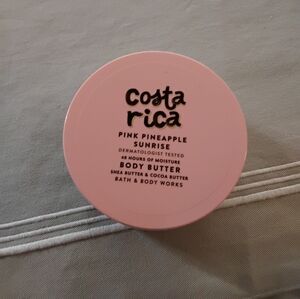 costa
rica
PINK PINEAPPLE
SUNRISE
DERMATOLOGIST TESTED
48 HOURS OF MOISTURE
BODY BUTTER
SHEA BUTTER & COCOA BUTTER
BATH & BODY WORKS